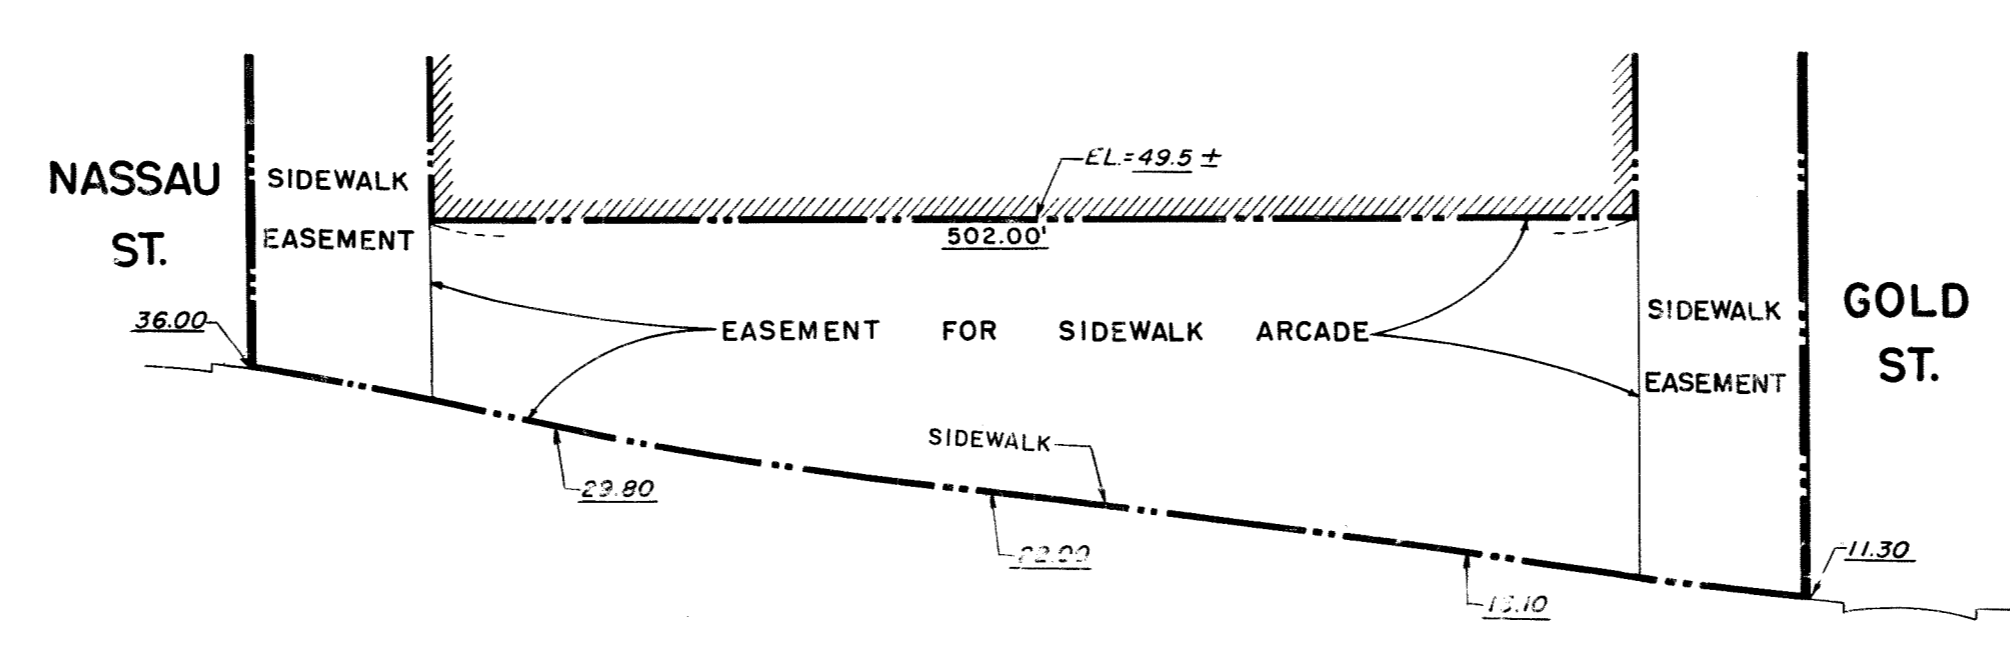 EL.=49.5 ±
NASSAU
ST.
SIDEWALK
EASEMENT
502.00'
36.00
EASEMENT FOR SIDEWALK ARCADE
SIDEWALK
EASEMENT
GOLD
ST.
SIDEWALK
29.80
11.30